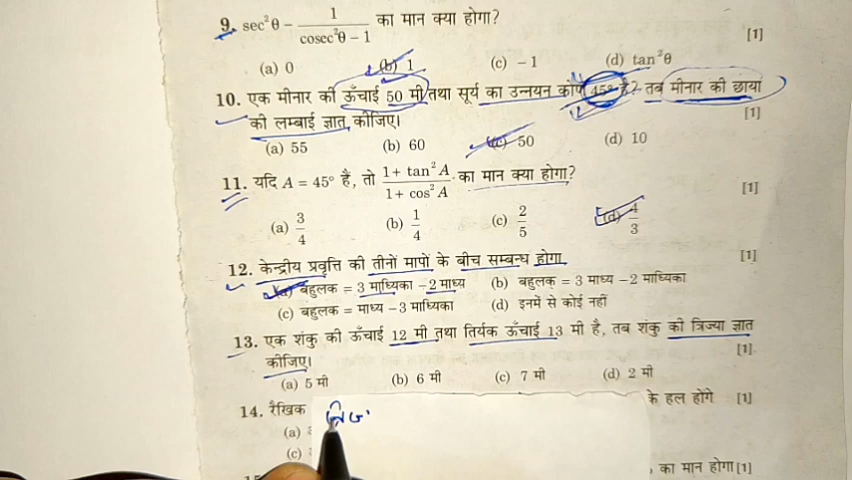 9. sec²θ − 1/(cosec²θ − 1) का मान क्या होगा? [1]
(a) 0 (b) 1 (c) −1 (d) tan²θ
10. एक मीनार की ऊँचाई 50 मी तथा सूर्य का उन्नयन कोण 45° है? तब मीनार की छाया
की लम्बाई ज्ञात कीजिए। [1]
(a) 55 (b) 60 (c) 50 (d) 10
11. यदि A = 45° हैं, तो (1 + tan² A)/(1 + cos² A) का मान क्या होगा? [1]
(a) 3/4 (b) 1/4 (c) 2/5 (d) 4/3
12. केन्द्रीय प्रवृत्ति की तीनों मापों के बीच सम्बन्ध होगा [1]
(a) बहुलक = 3 माध्यिका − 2 माध्य (b) बहुलक = 3 माध्य − 2 माध्यिका
(c) बहुलक = माध्य − 3 माध्यिका (d) इनमें से कोई नहीं
13. एक शंकु की ऊँचाई 12 मी तथा तिर्यक ऊँचाई 13 मी है, तब शंकु की त्रिज्या ज्ञात
कीजिए। [1]
(a) 5 मी (b) 6 मी (c) 7 मी (d) 2 मी
14. रैखिक के हल होंगे [1]
(a)
(c)
, का मान होगा [1]